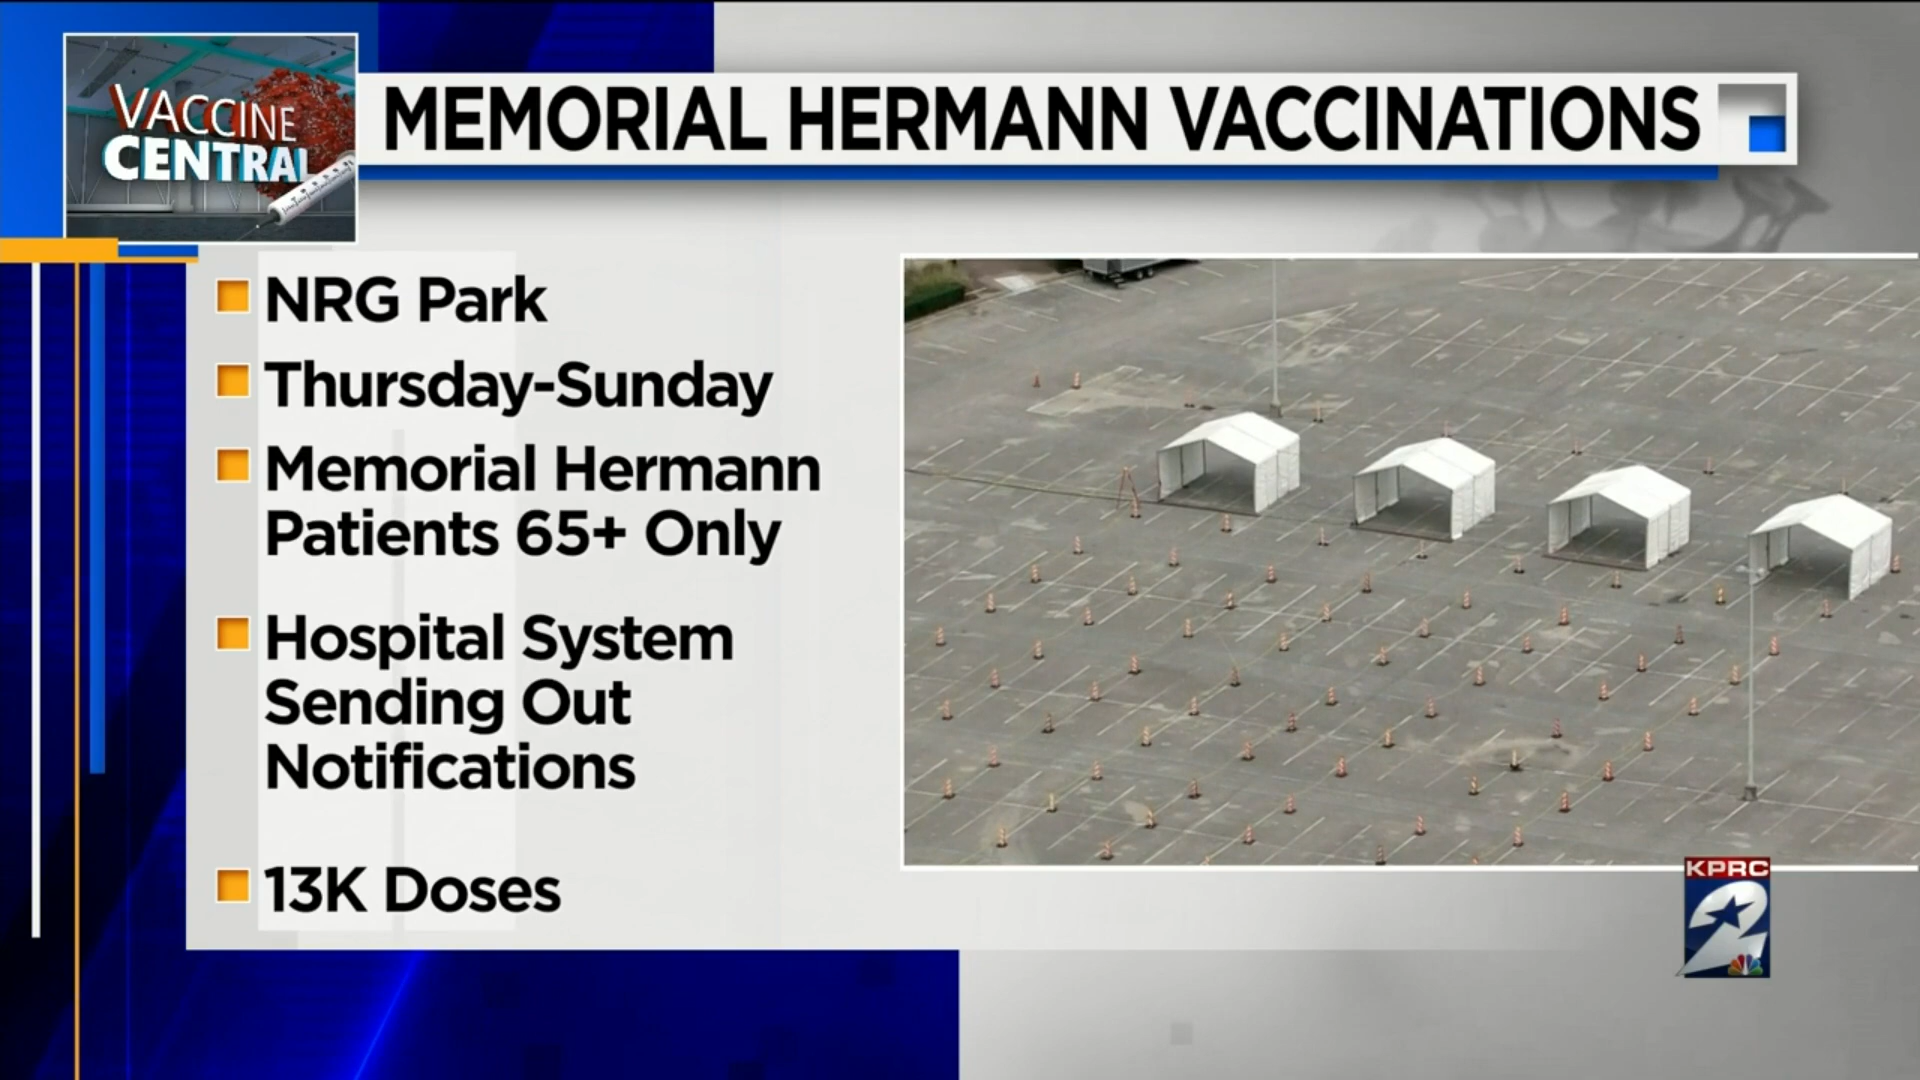 VACCINE
CENTRAL
MEMORIAL HERMANN VACCINATIONS
NRG Park
Thursday-Sunday
Memorial Hermann
Patients 65+ Only
Hospital System
Sending Out
Notifications
13K Doses
KPRC
2